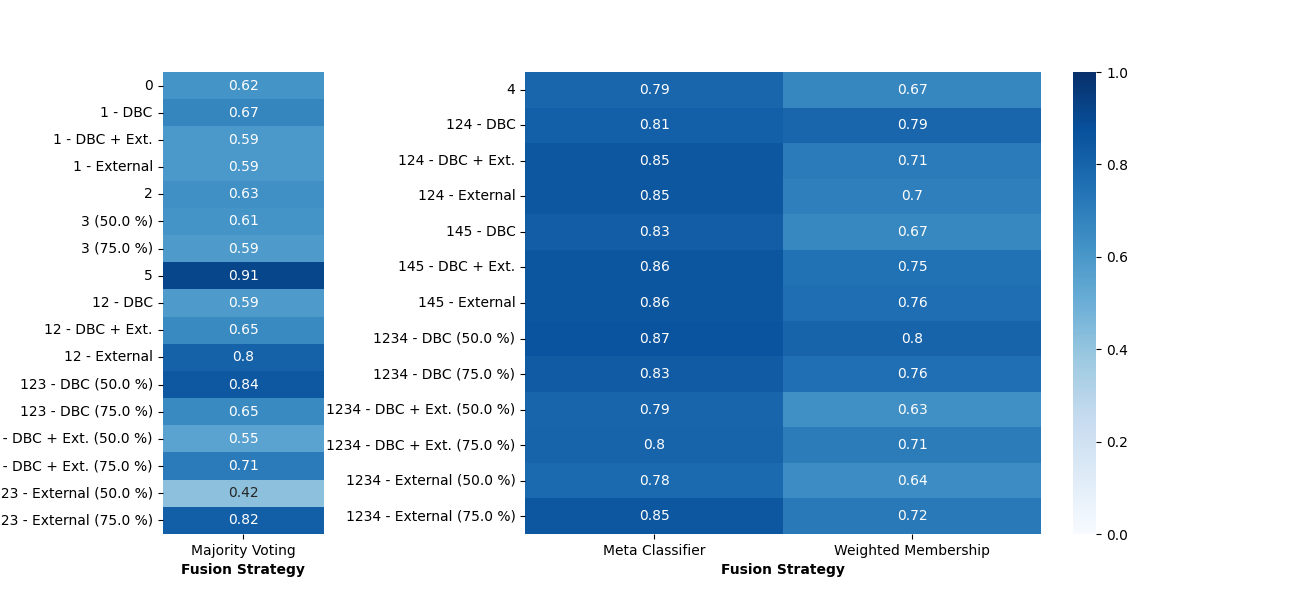 0 0.62
1 - DBC 0.67
1 - DBC + Ext. 0.59
1 - External 0.59
2 0.63
3 (50.0 %) 0.61
3 (75.0 %) 0.59
5 0.91
12 - DBC 0.59
12 - DBC + Ext. 0.65
12 - External 0.8
123 - DBC (50.0 %) 0.84
123 - DBC (75.0 %) 0.65
- DBC + Ext. (50.0 %) 0.55
- DBC + Ext. (75.0 %) 0.71
23 - External (50.0 %) 0.42
23 - External (75.0 %) 0.82
Majority Voting
Fusion Strategy
4 0.79 0.67
124 - DBC 0.81 0.79
124 - DBC + Ext. 0.85 0.71
124 - External 0.85 0.7
145 - DBC 0.83 0.67
145 - DBC + Ext. 0.86 0.75
145 - External 0.86 0.76
1234 - DBC (50.0 %) 0.87 0.8
1234 - DBC (75.0 %) 0.83 0.76
1234 - DBC + Ext. (50.0 %) 0.79 0.63
1234 - DBC + Ext. (75.0 %) 0.8 0.71
1234 - External (50.0 %) 0.78 0.64
1234 - External (75.0 %) 0.85 0.72
Meta Classifier Weighted Membership
Fusion Strategy
1.0
0.8
0.6
0.4
0.2
0.0